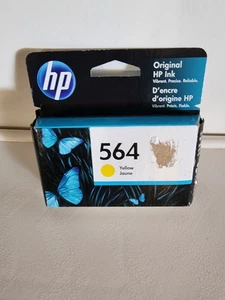 hp
Original
HP Ink
Vibrant. Precise. Reliable.
D'encre
d'origine HP
564
Yellow
Jaune